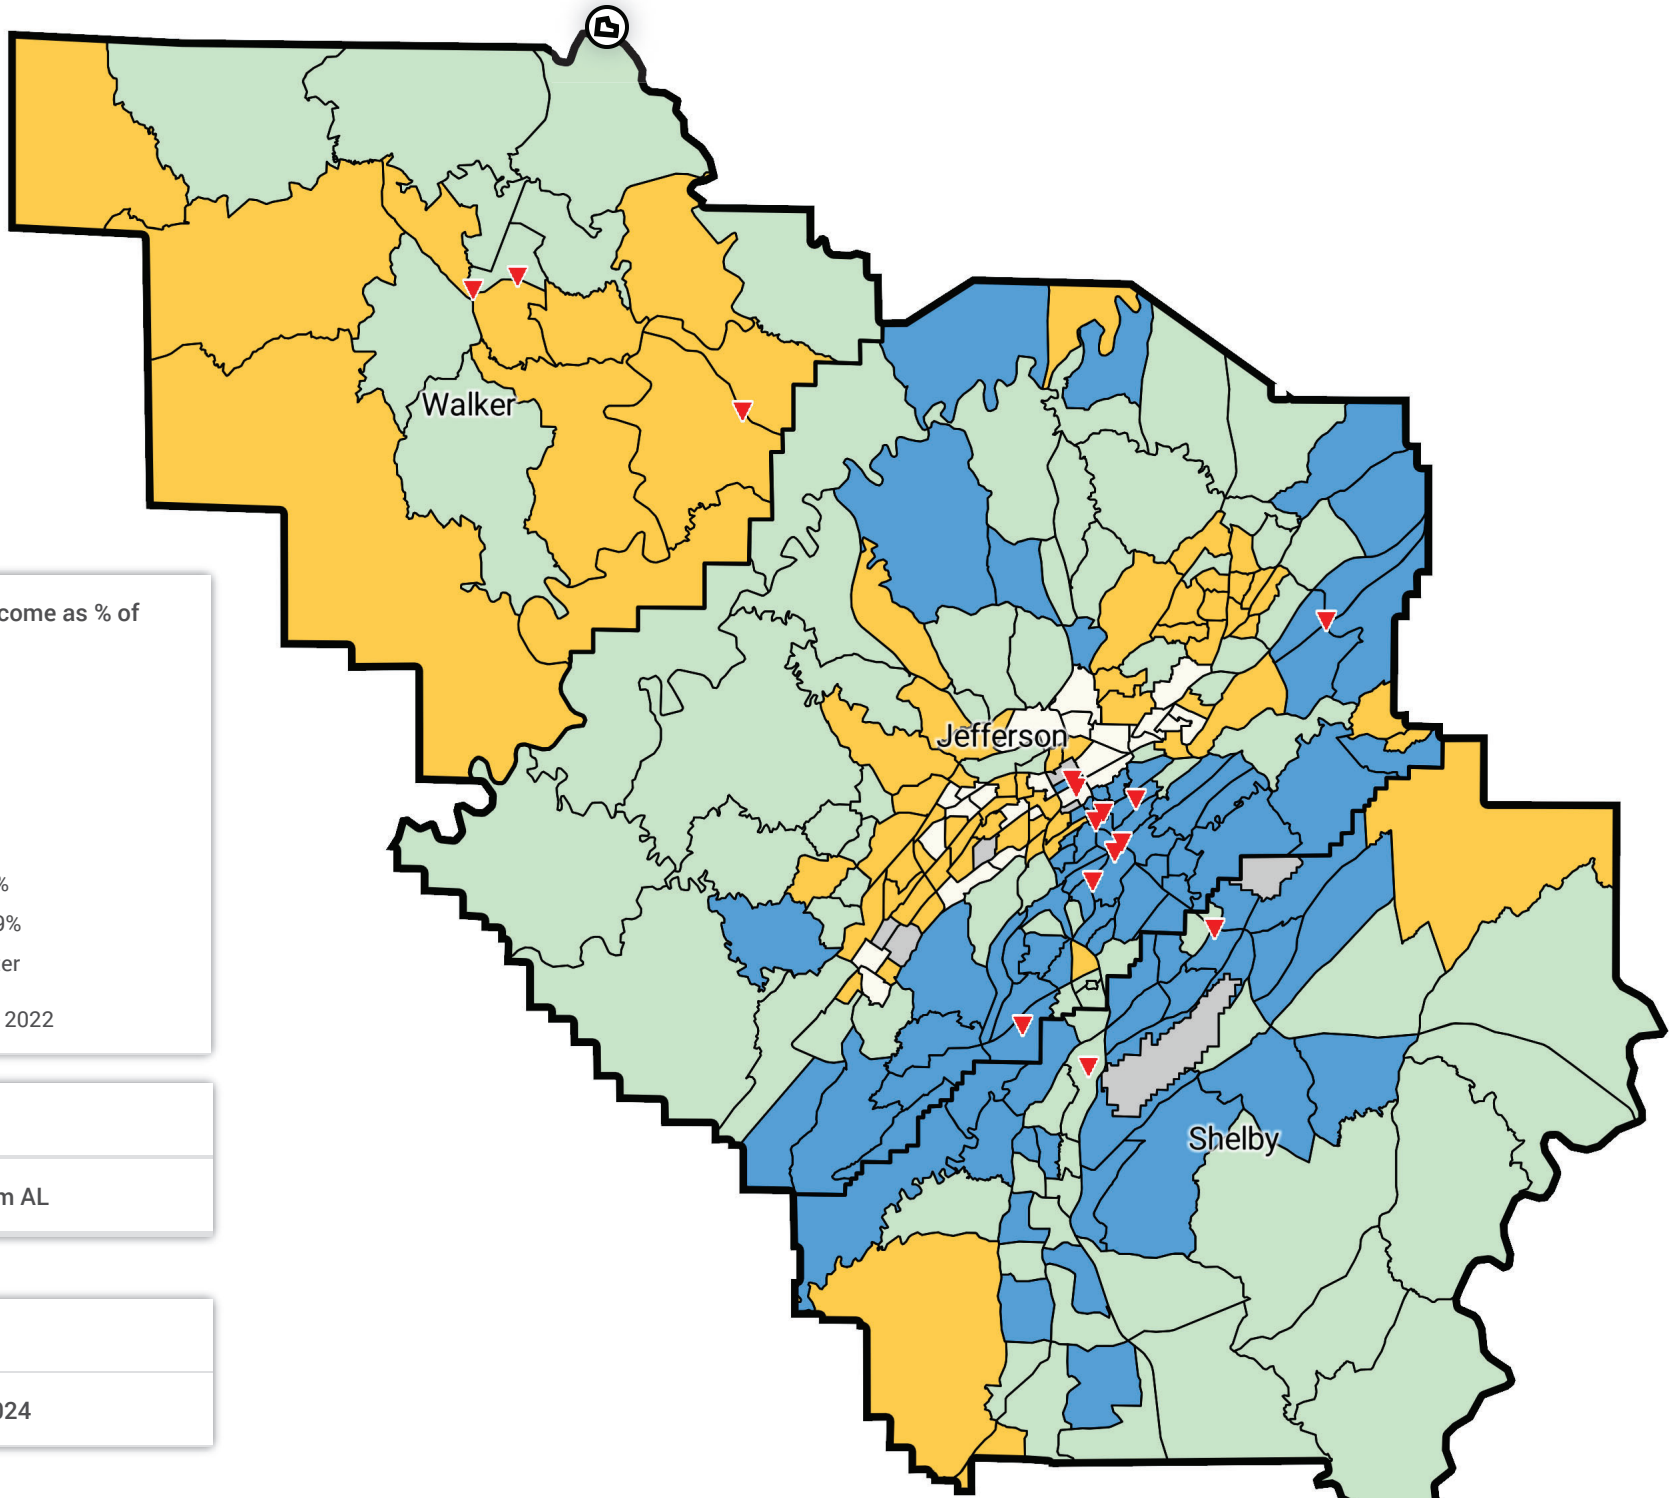 Walker
come as % of
Jefferson
%
9%
er
2022
Shelby
m AL
024